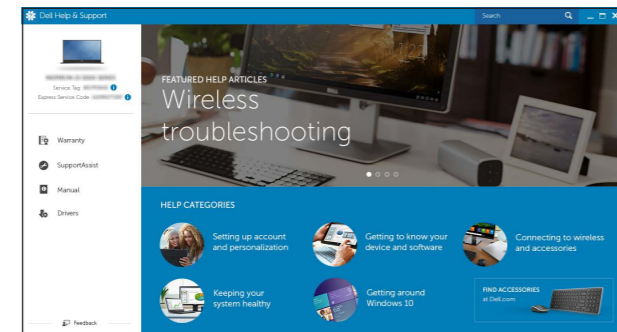 Dell Help & Support
Search
Service Tag:
Express Service Code:
Warranty
SupportAssist
Manual
Drivers
Feedback
FEATURED HELP ARTICLES
Wireless
troubleshooting
HELP CATEGORIES
Setting up account
and personalization
Getting to know your
device and software
Connecting to wireless
and accessories
Keeping your
system healthy
Getting around
Windows 10
FIND ACCESSORIES
at Dell.com